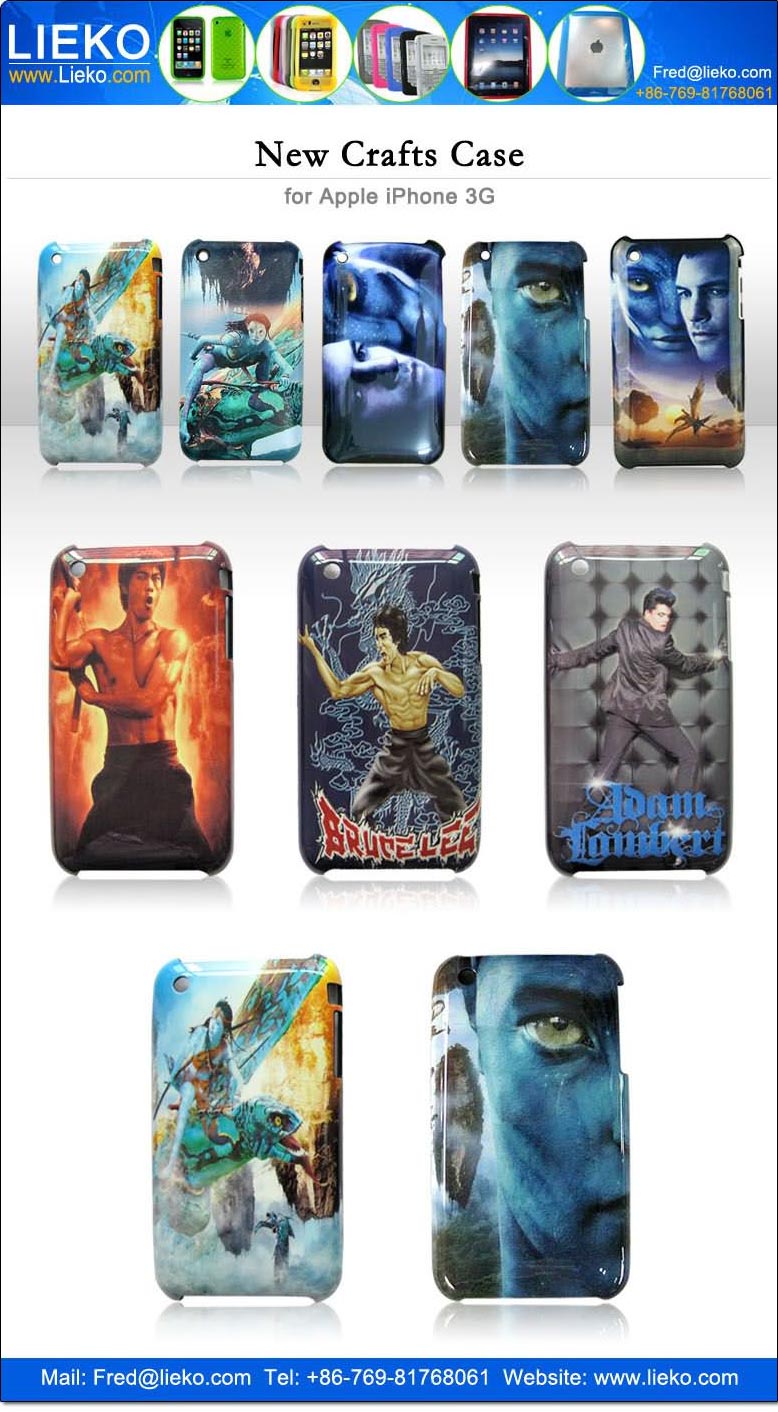 LIEKO
www.Lieko.com
Fred@lieko.com
+86-769-81768061
New Crafts Case
for Apple iPhone 3G
BRUCE LEE
Adam
Lambert
Mail: Fred@lieko.com Tel: +86-769-81768061 Website: www.lieko.com